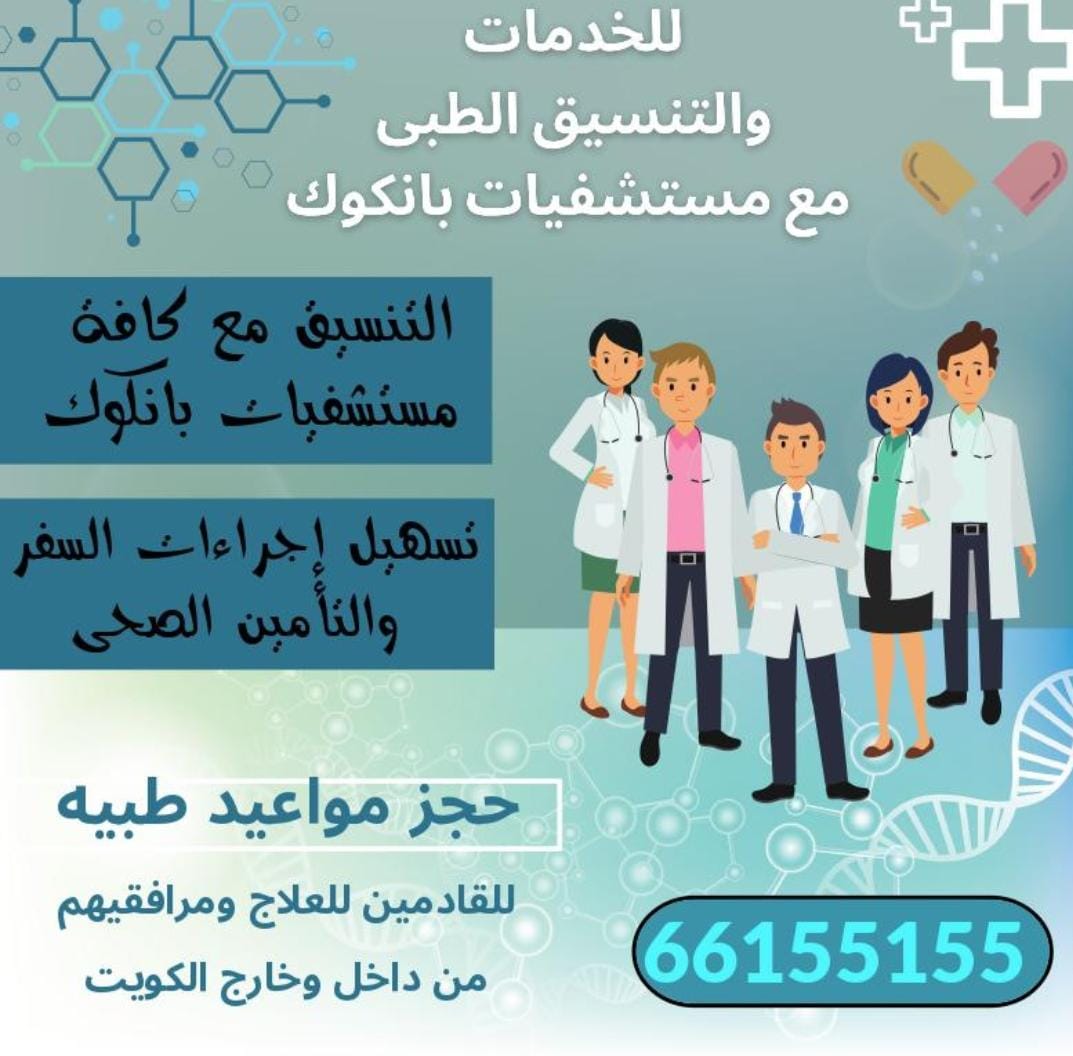 للخدمات
والتنسيق الطبى
مع مستشفيات بانكوك
التنسيق مع كافة
مستشفيات بانكوك
تسهيل إجراءات السفر
والتأمين الصحى
حجز مواعيد طبيه
للقادمين للعلاج ومرافقيهم
من داخل وخارج الكويت
66155155